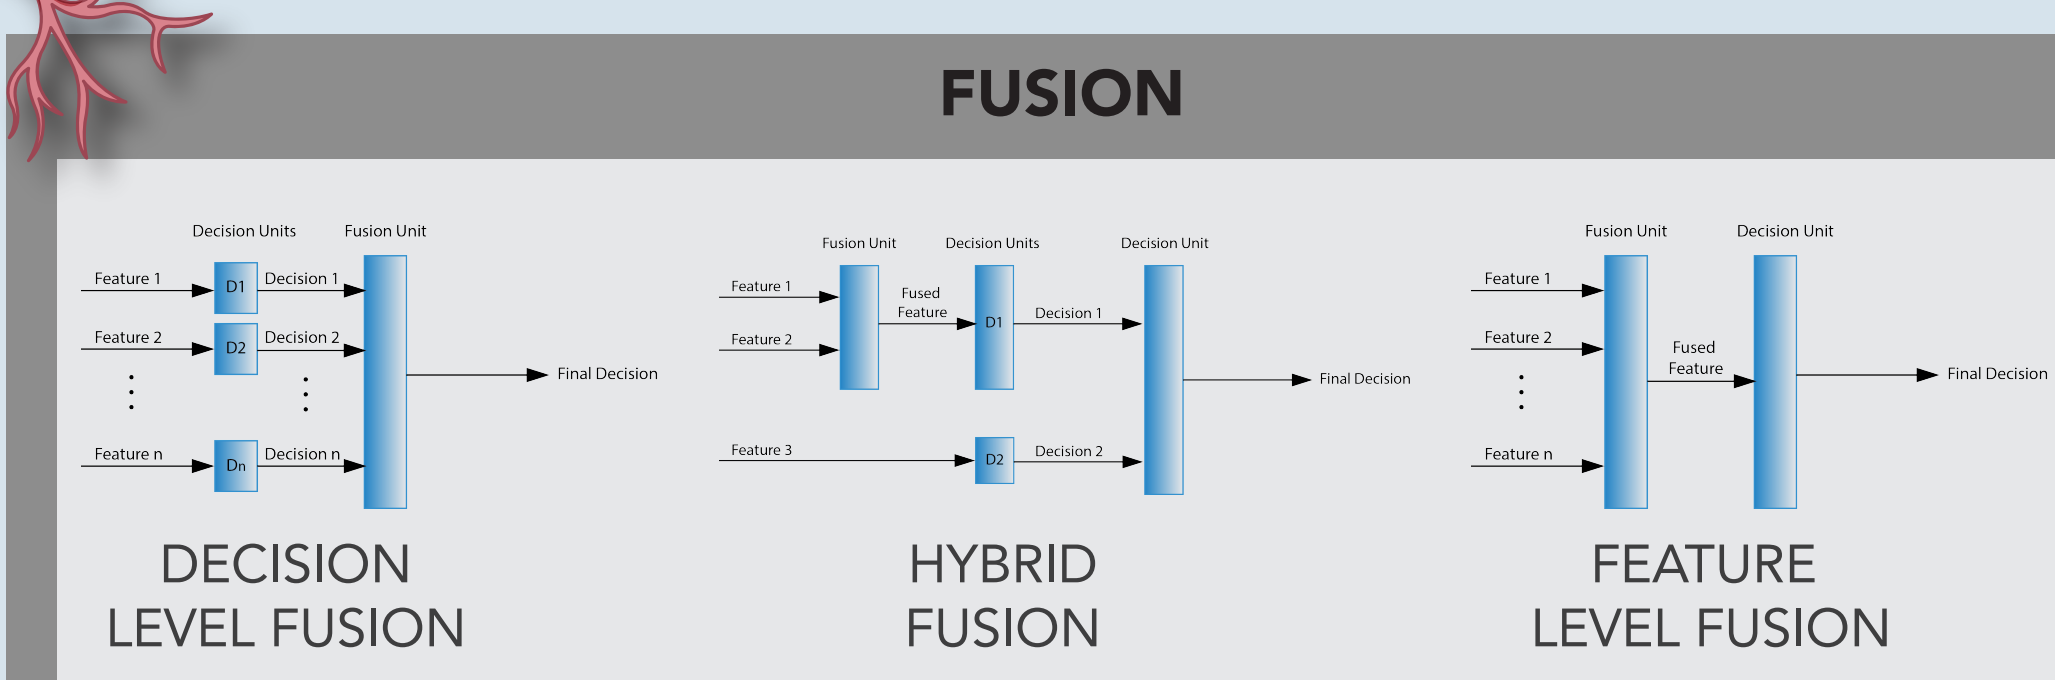 FUSION
Decision Units
Fusion Unit
Feature 1
D1
Decision 1
Feature 2
D2
Decision 2
Final Decision
Feature n
Dn
Decision n
DECISION
LEVEL FUSION
Fusion Unit
Decision Units
Decision Unit
Feature 1
Fused
Feature
D1
Decision 1
Feature 2
Final Decision
Feature 3
D2
Decision 2
HYBRID
FUSION
Fusion Unit
Decision Unit
Feature 1
Feature 2
Fused
Feature
Final Decision
Feature n
FEATURE
LEVEL FUSION